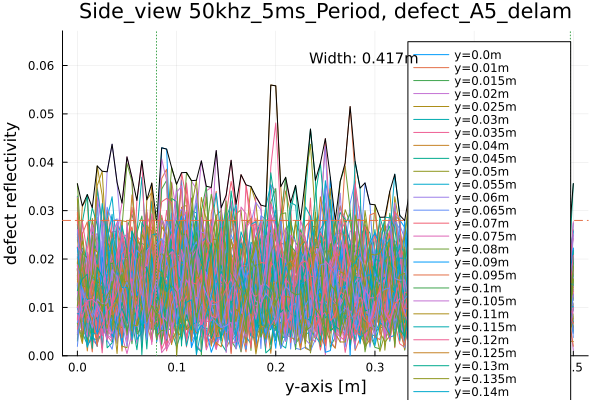 Side_view 50khz_5ms_Period, defect_A5_delam
Width: 0.417m
defect reflectivity
0.06
0.05
0.04
0.03
0.02
0.01
0.00
0.0
0.1
0.2
0.3
.5
y-axis [m]
y=0.0m
y=0.01m
y=0.015m
y=0.02m
y=0.025m
y=0.03m
y=0.035m
y=0.04m
y=0.045m
y=0.05m
y=0.055m
y=0.06m
y=0.065m
y=0.07m
y=0.075m
y=0.08m
y=0.09m
y=0.095m
y=0.1m
y=0.105m
y=0.11m
y=0.115m
y=0.12m
y=0.125m
y=0.13m
y=0.135m
y=0.14m